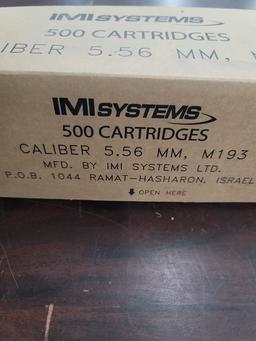 IMI SYSTEMS
500 CARTRIDGES
CALIBER 5.56 MM,
IMI SYSTEMS
500 CARTRIDGES
CALIBER 5.56 MM, M193
MFD. BY IMI SYSTEMS LTD.
P.O.B. 1044 RAMAT-HASHARON, ISRAEL
OPEN HERE